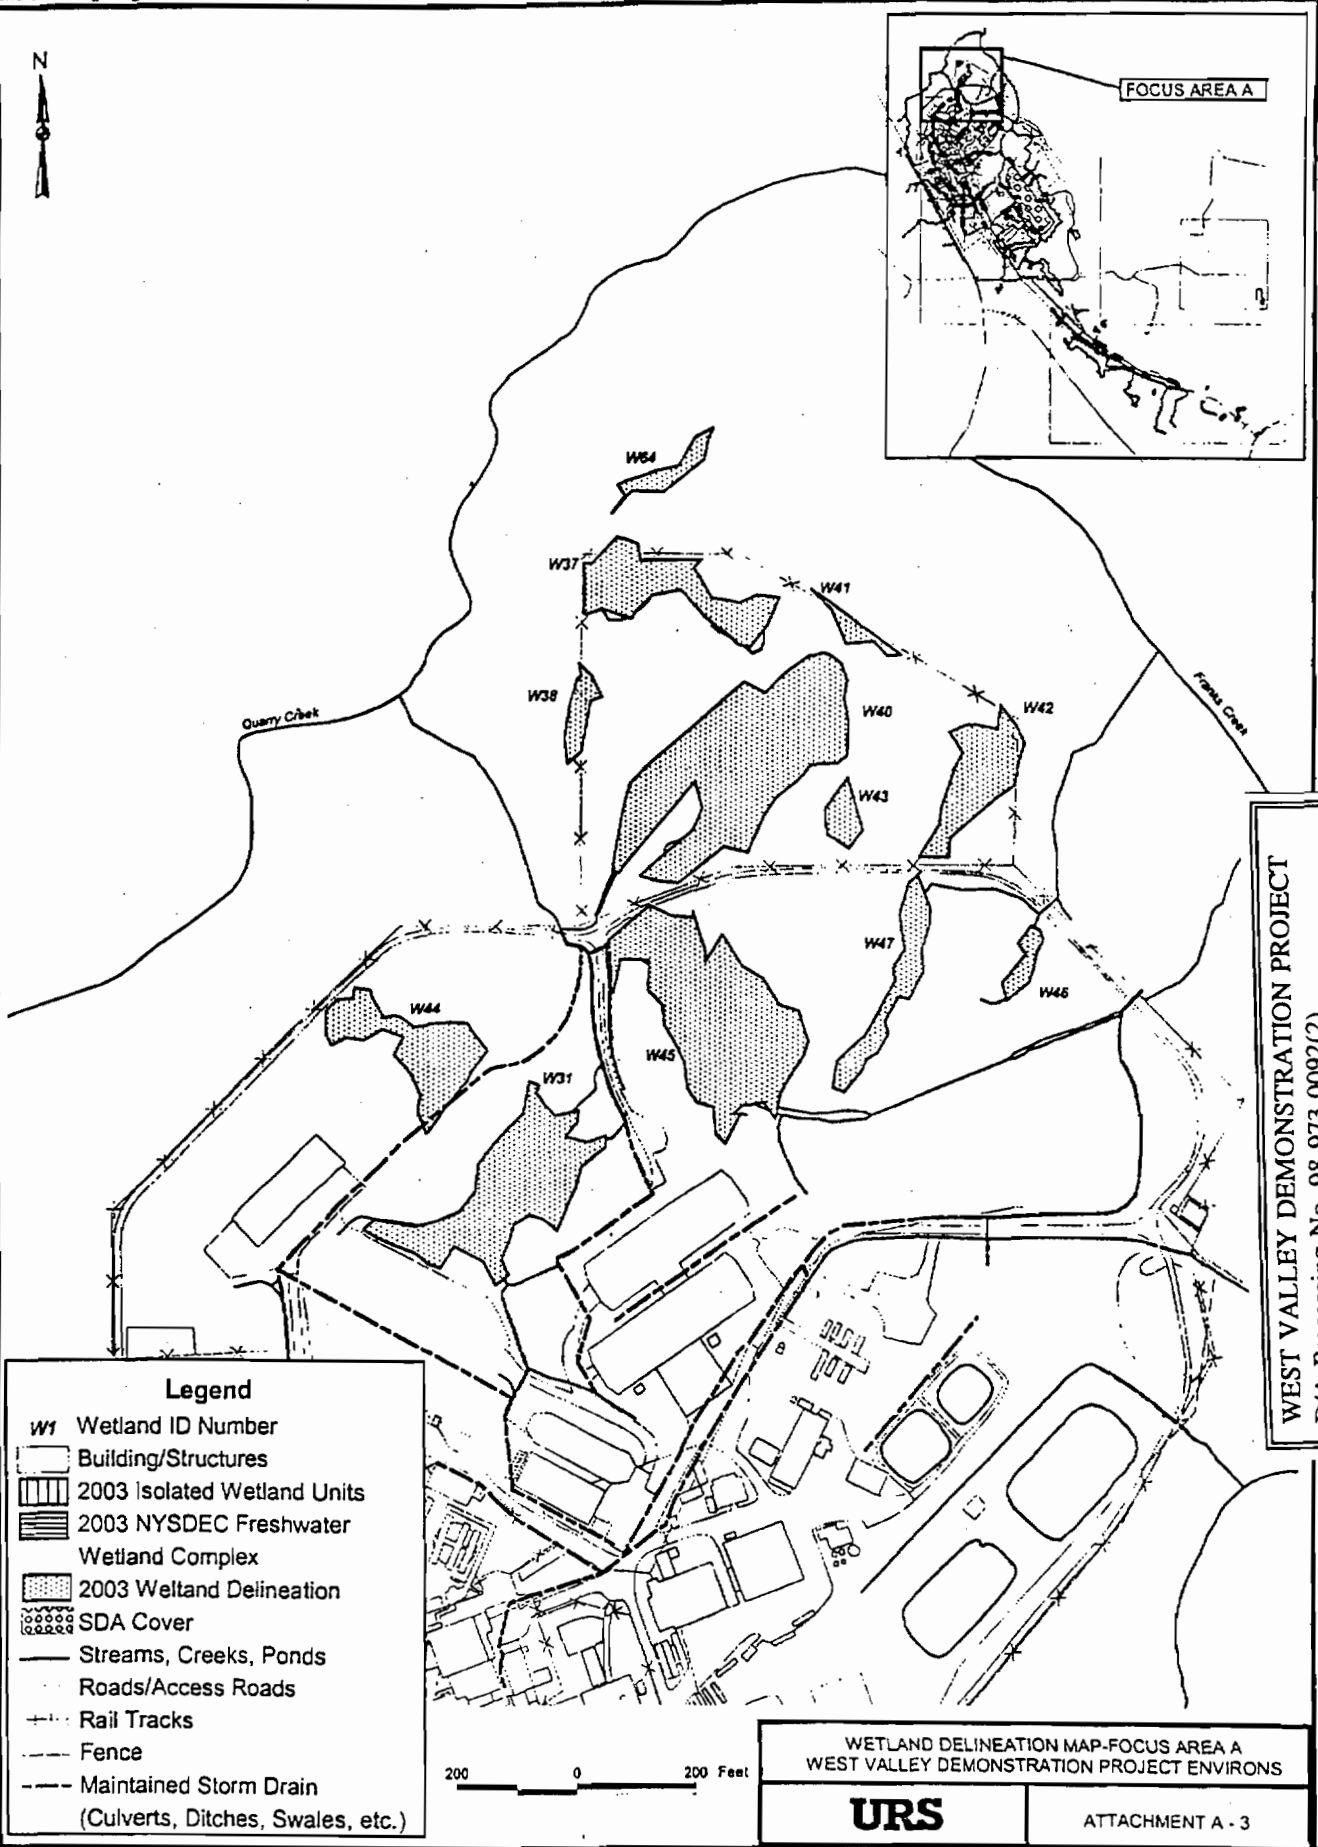 N
FOCUS AREA A
W64
W37
W41
W38
W40
W42
Quarry Creek
Franks Creek
W43
W47
W46
W44
W45
W31
WEST VALLEY DEMONSTRATION PROJECT
Legend
W1 Wetland ID Number
Building/Structures
2003 Isolated Wetland Units
2003 NYSDEC Freshwater
Wetland Complex
2003 Weltand Delineation
SDA Cover
Streams, Creeks, Ponds
Roads/Access Roads
Rail Tracks
Fence
Maintained Storm Drain
(Culverts, Ditches, Swales, etc.)
200 0 200 Feet
WETLAND DELINEATION MAP-FOCUS AREA A
WEST VALLEY DEMONSTRATION PROJECT ENVIRONS
URS
ATTACHMENT A - 3